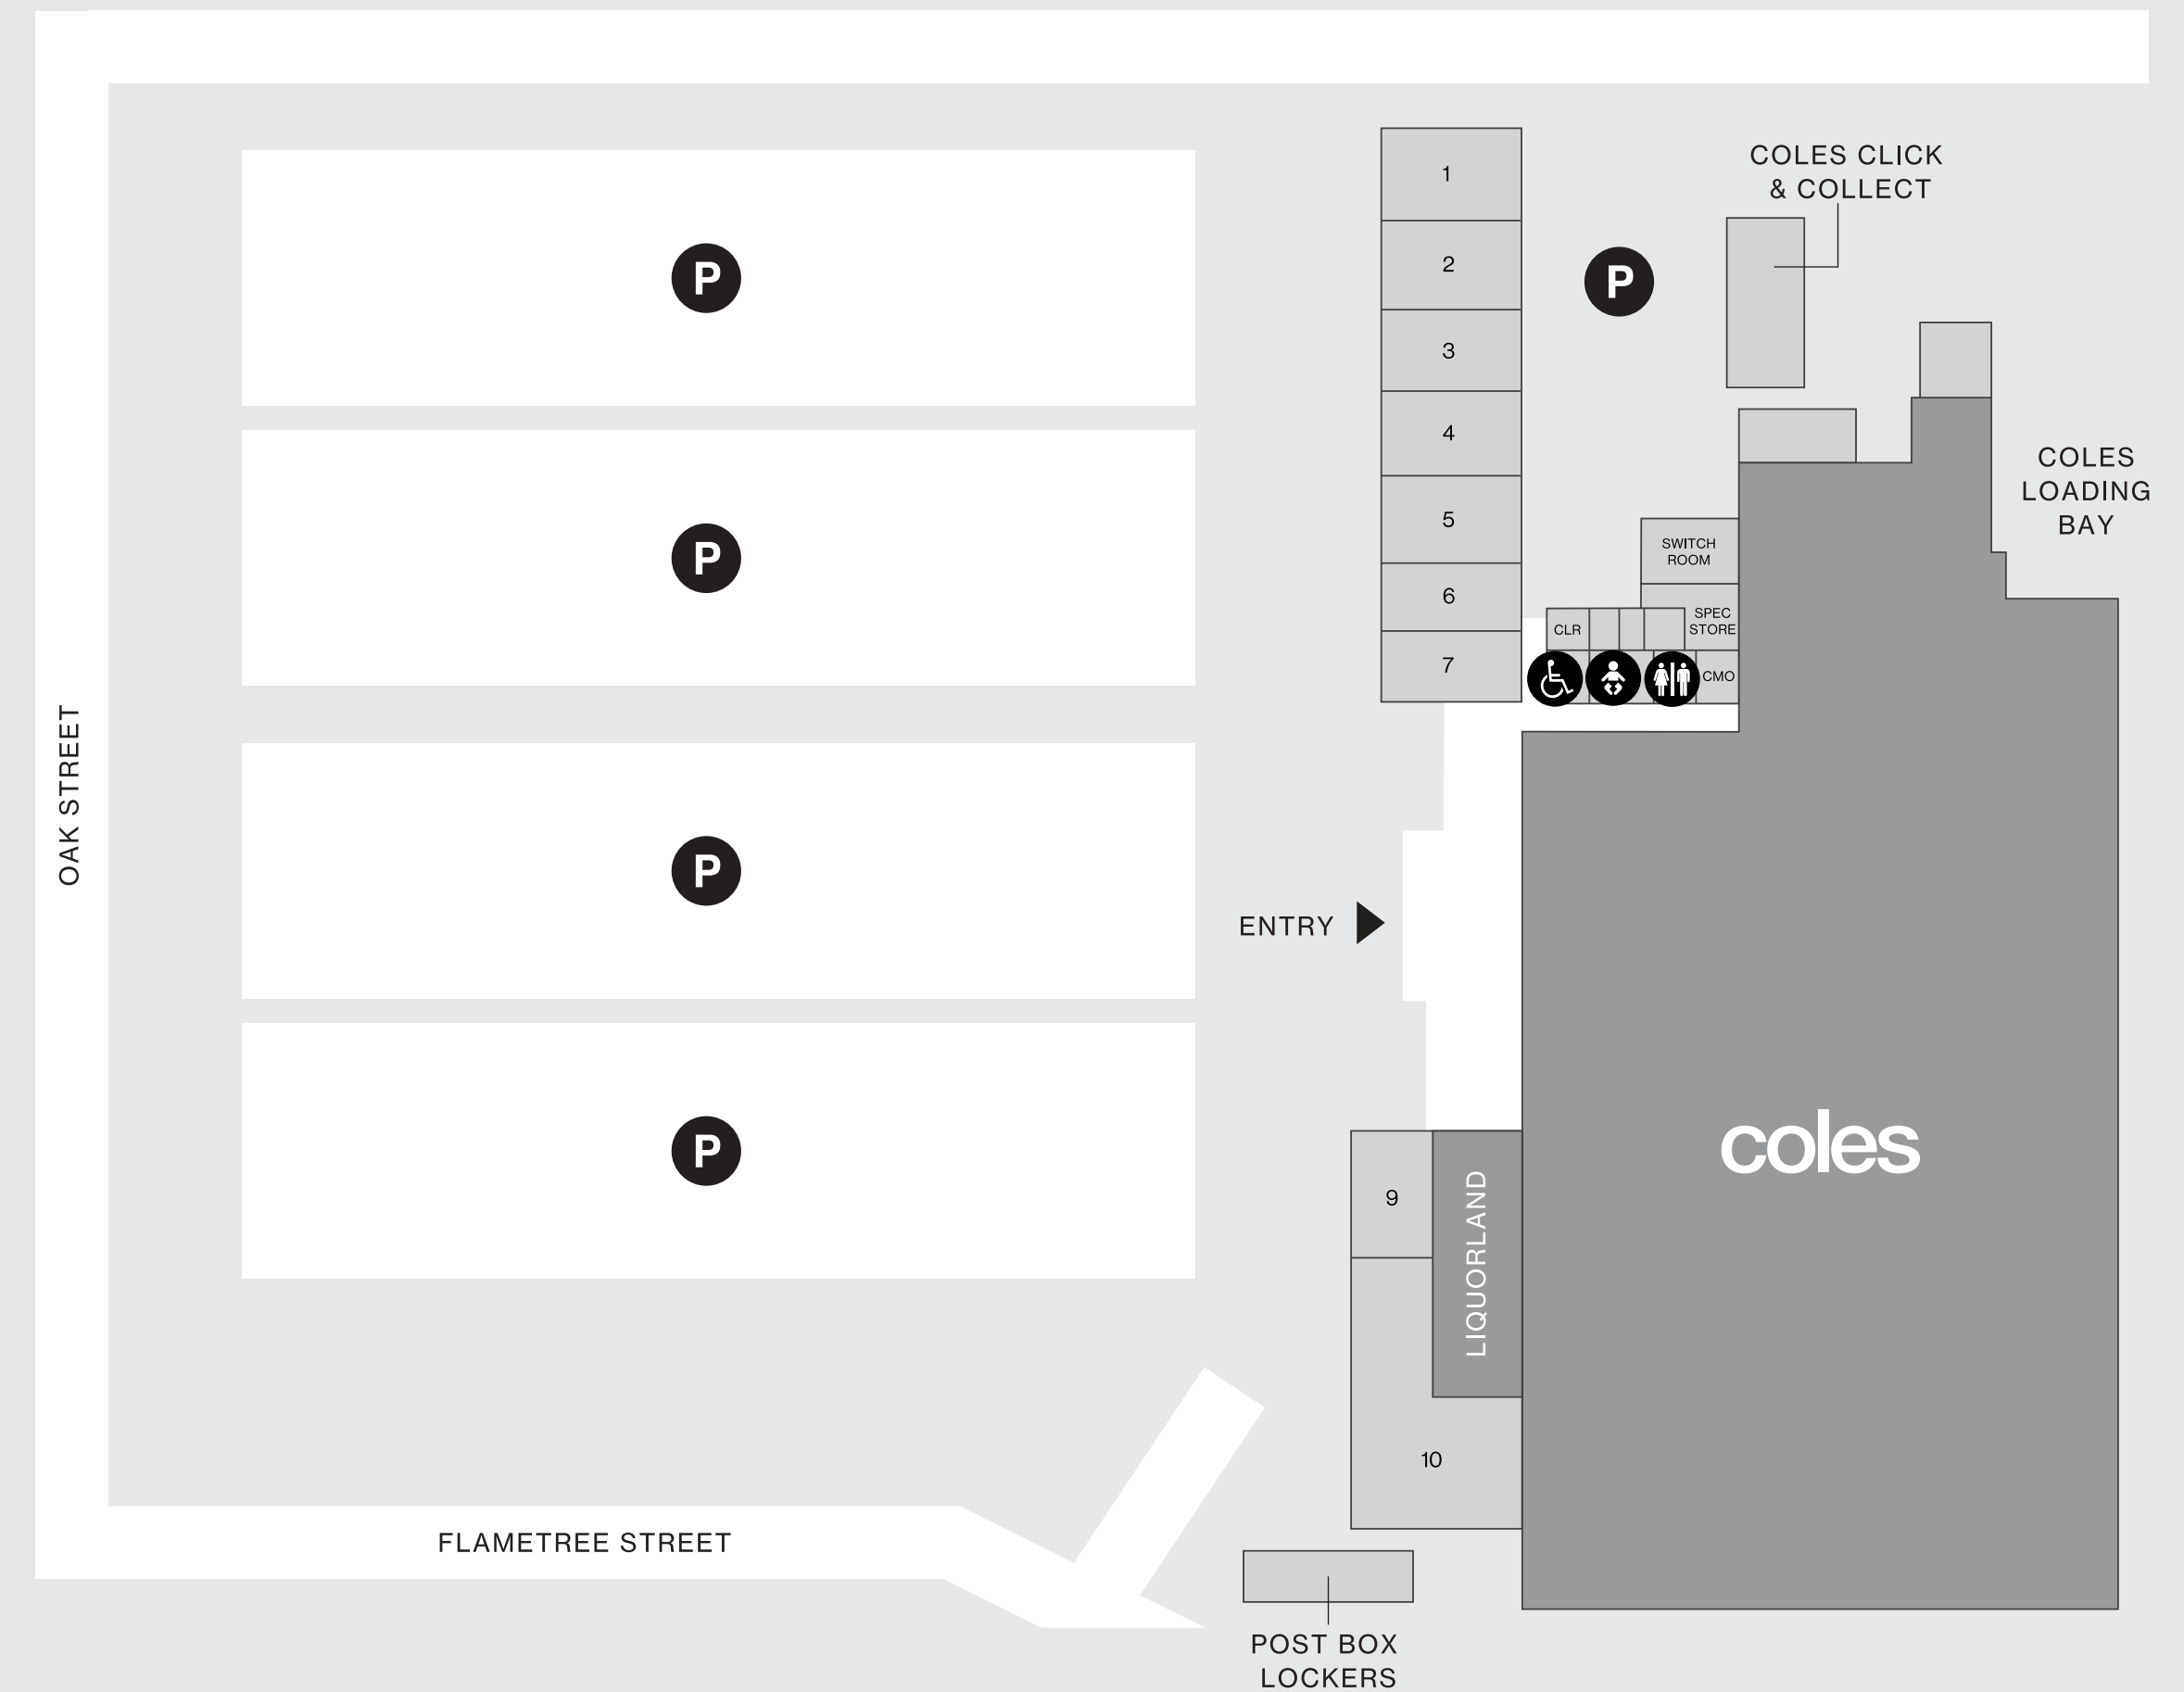 COLES CLICK
& COLLECT
1
P
2
P
3
4
COLES
LOADING
BAY
5
SWITCH
ROOM
P
6
SPEC
STORE
CLR
7
CMO
OAK STREET
P
ENTRY
P
coles
9
LIQUORLAND
10
FLAMETREE STREET
POST BOX
LOCKERS